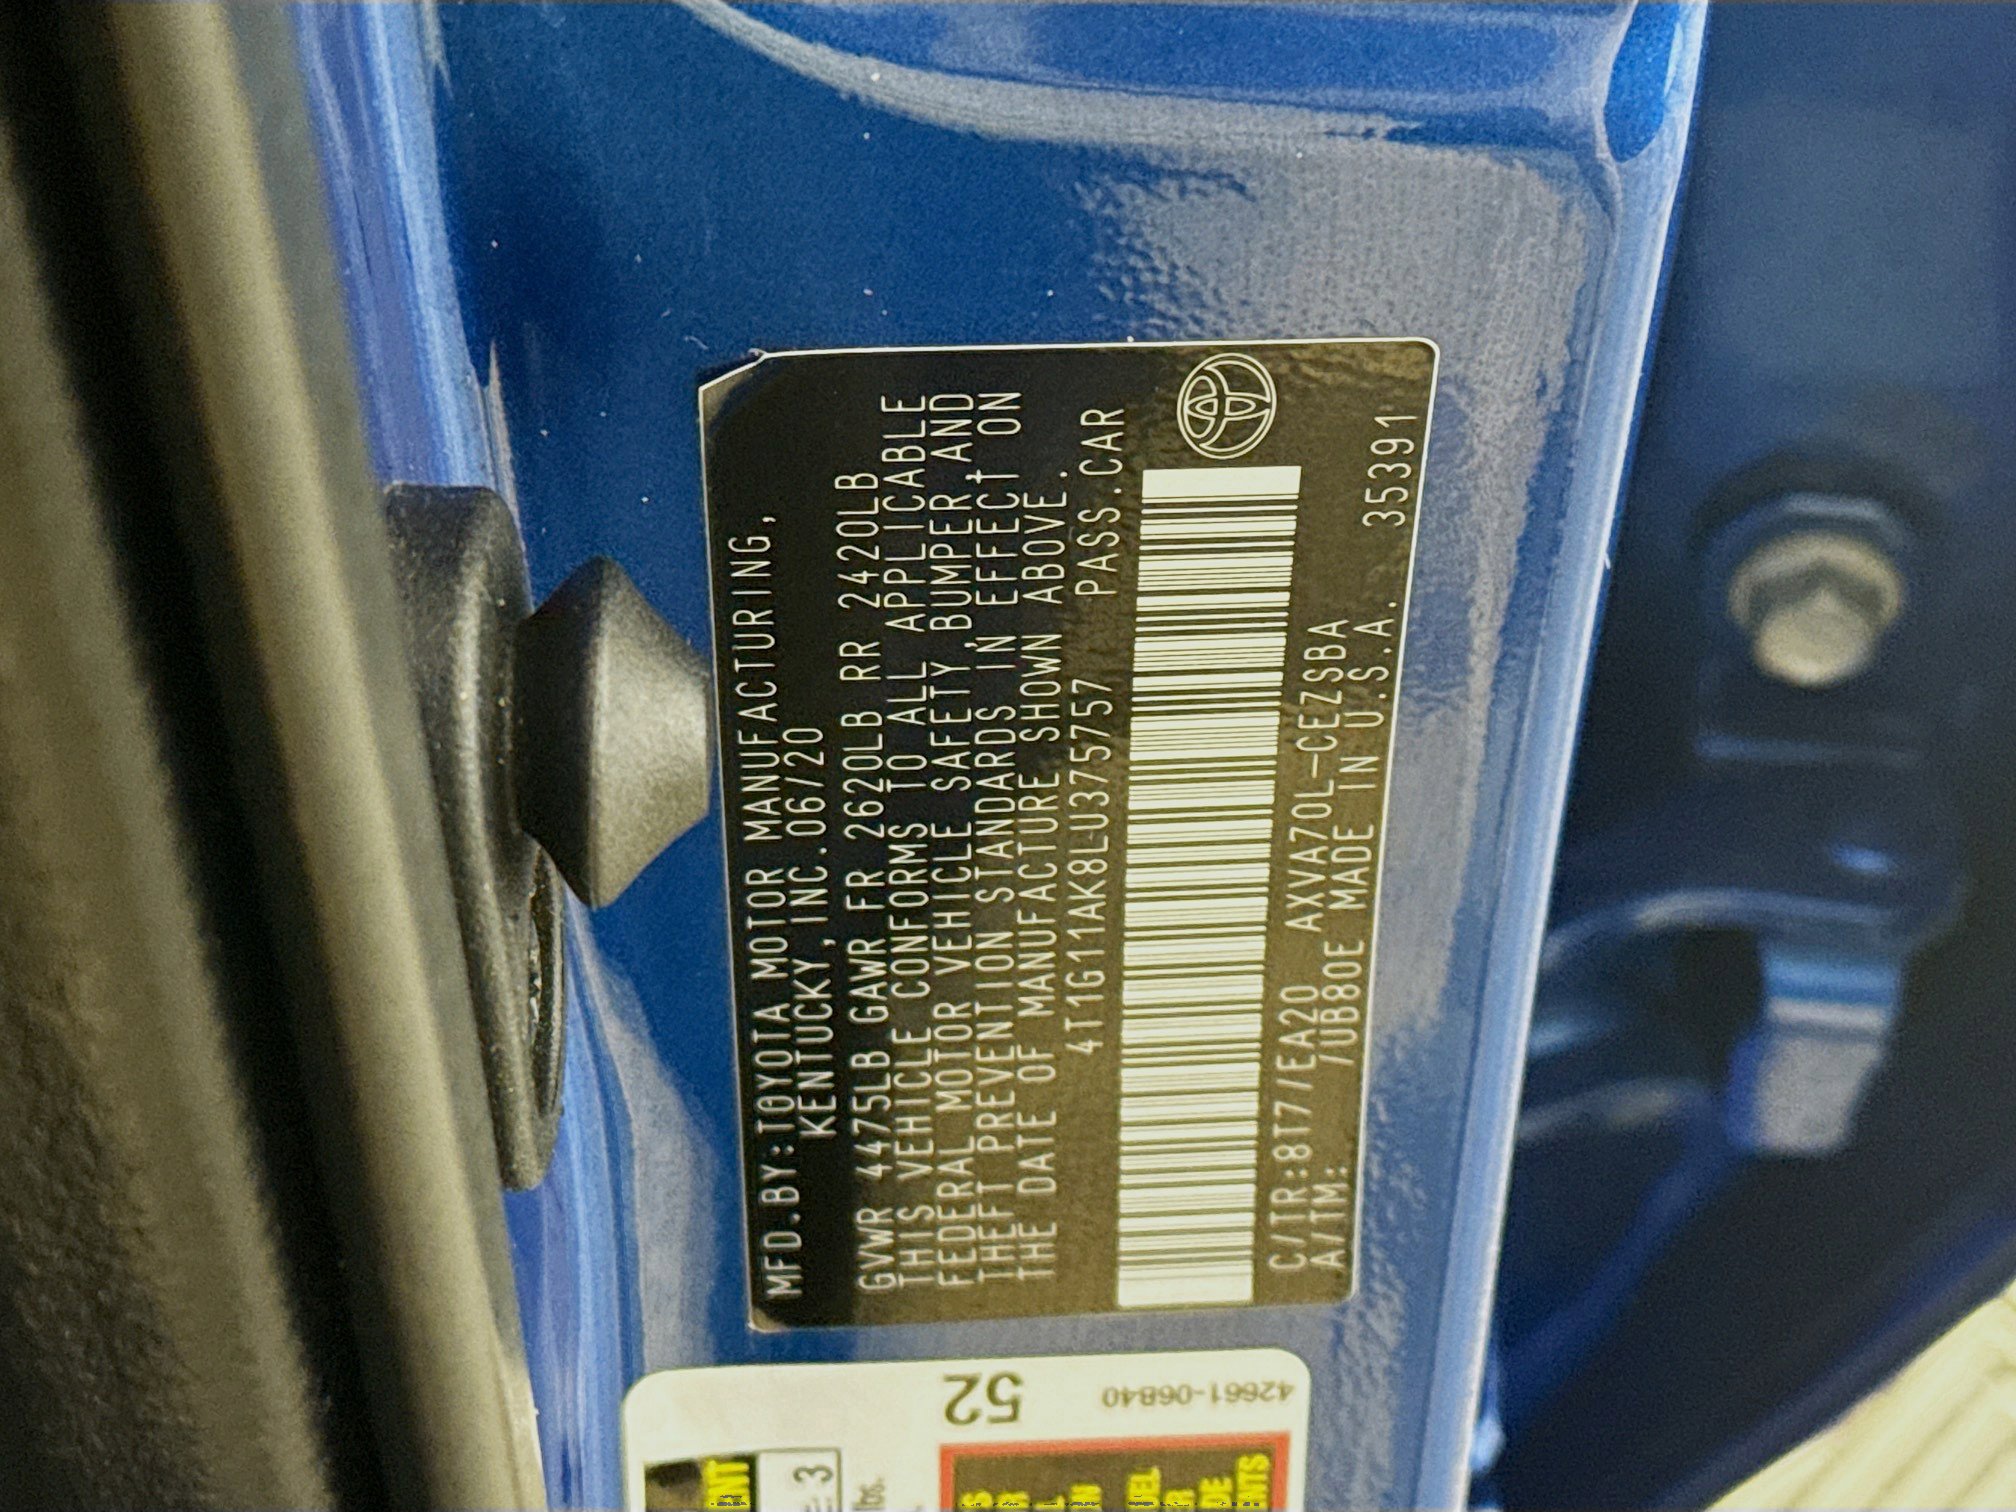 MFD.BY:TOYOTA MOTOR MANUFACTURING,
KENTUCKY, INC.06/20
GVWR 4475LB GAWR FR 2620LB RR 2420LB
THIS VEHICLE CONFORMS TO ALL APPLICABLE
FEDERAL MOTOR VEHICLE SAFETY,BUMPER,AND
THEFT PREVENTION STANDARDS IN EFFECT ON
THE DATE OF MANUFACTURE SHOWN ABOVE.
4T1G11AK8LU375757 PASS.CAR
C/TR:8T7/EA20 AXVA70L-CEZSBA
A/TM: /UB80E MADE IN U.S.A. 35391
52
42661-06B40
3
lbs.